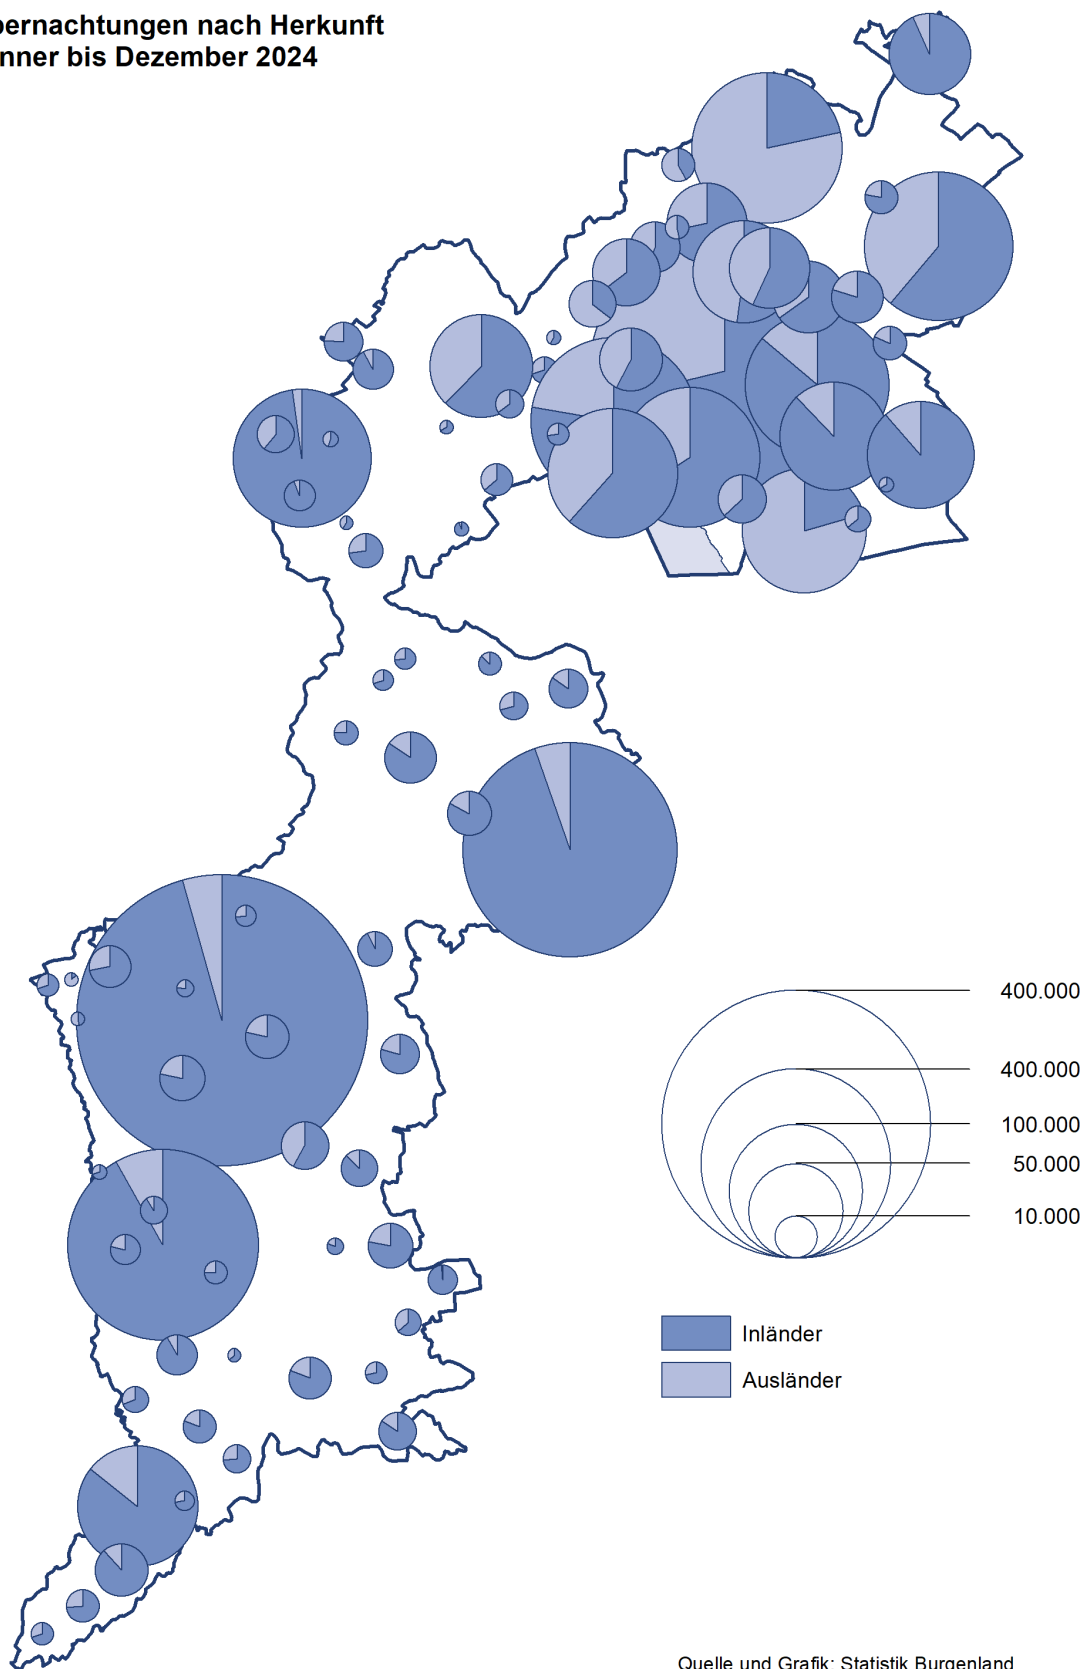 bernachtungen nach Herkunft
nner bis Dezember 2024
400.000
400.000
100.000
50.000
10.000
Inländer
Ausländer
Quelle und Grafik: Statistik Burgenland